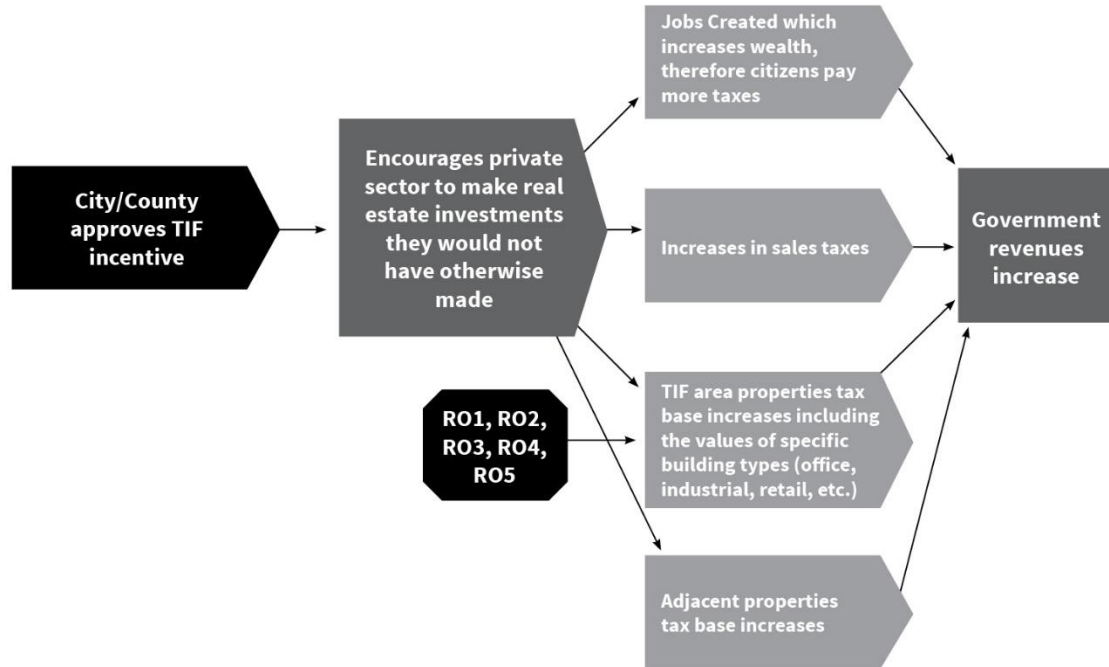 City/County
approves TIF
incentive
Encourages private
sector to make real
estate investments
they would not
have otherwise
made
Jobs Created which
increases wealth,
therefore citizens pay
more taxes
Increases in sales taxes
RO1, RO2,
RO3, RO4,
RO5
TIF area properties tax
base increases including
the values of specific
building types (office,
industrial, retail, etc.)
Adjacent properties
tax base increases
Government
revenues
increase